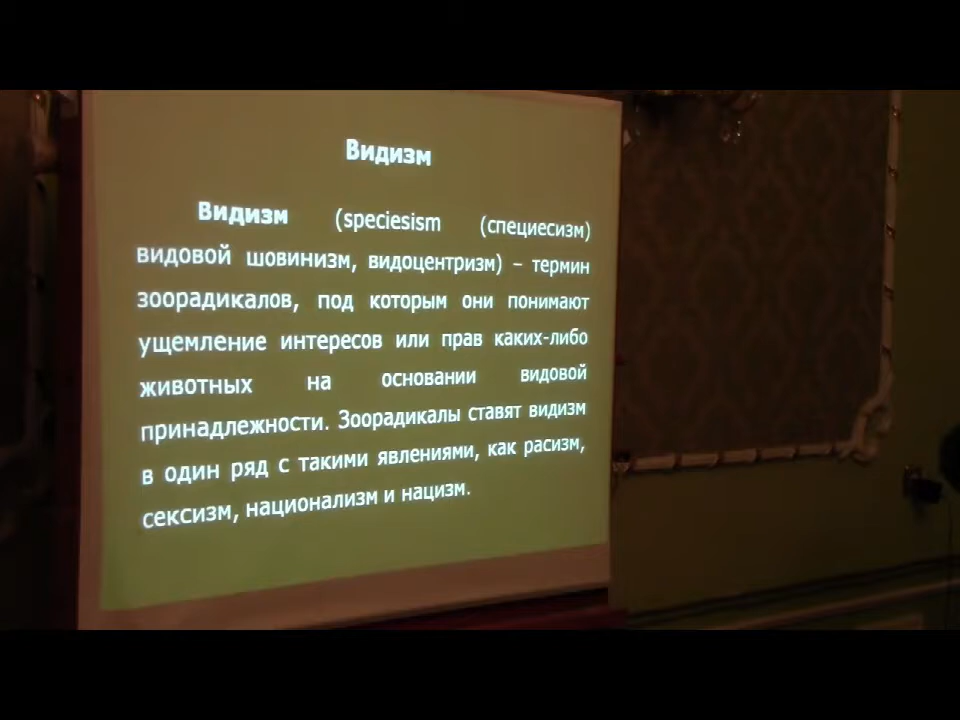 Видизм
Видизм (speciesism (специесизм)
видовой шовинизм, видоцентризм) – термин
зоорадикалов, под которым они понимают
ущемление интересов или прав каких-либо
животных на основании видовой
принадлежности. Зоорадикалы ставят видизм
в один ряд с такими явлениями, как расизм,
сексизм, национализм и нацизм.